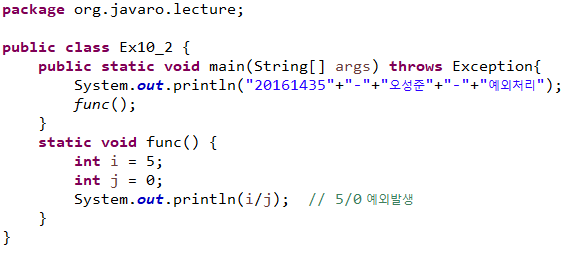 package org.javaro.lecture;
public class Ex10_2 {
public static void main(String[] args) throws Exception{
System.out.println("20161435"+"-"+"오성준"+"-"+"예외처리");
func();
}
static void func() {
int i = 5;
int j = 0;
System.out.println(i/j);  // 5/0 예외발생
}
}